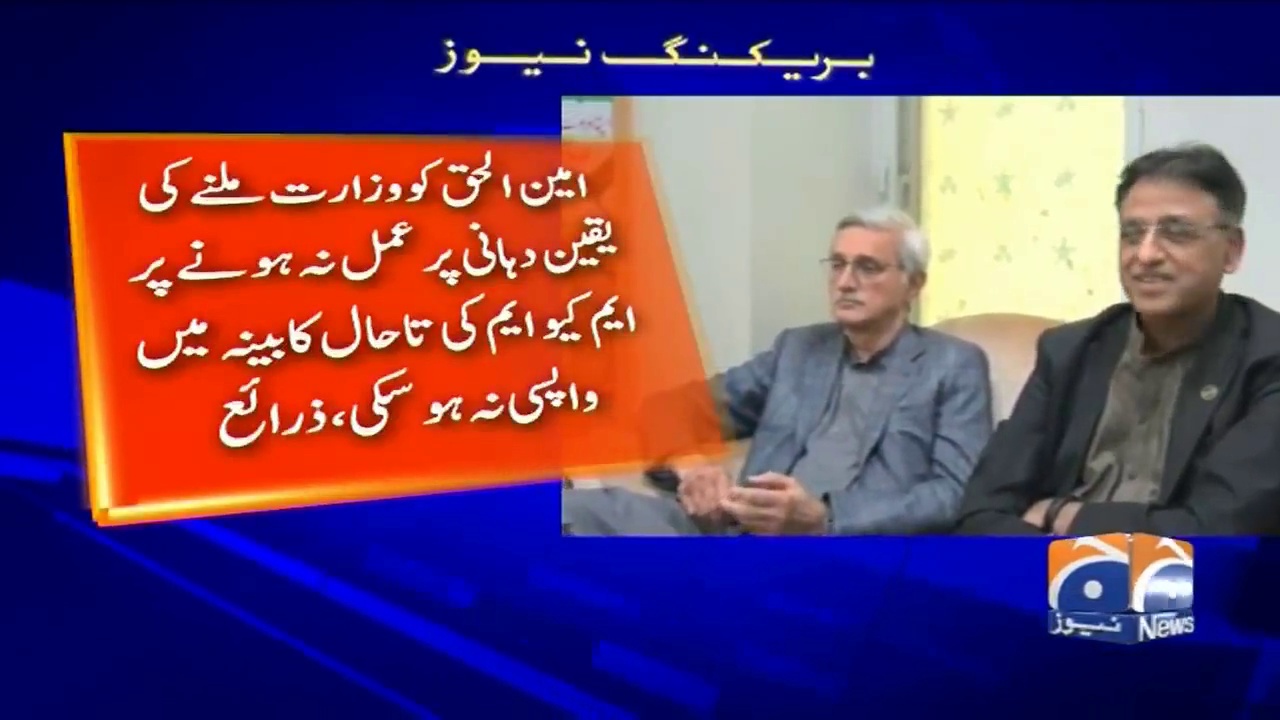 بریکنگ نیوز
امین الحق کو وزارت ملنے کی
یقین دہانی پر عمل نہ ہونے پر
ایم کیو ایم کی تاحال کابینہ میں
واپسی نہ ہو سکی، ذرائع
نیوز News